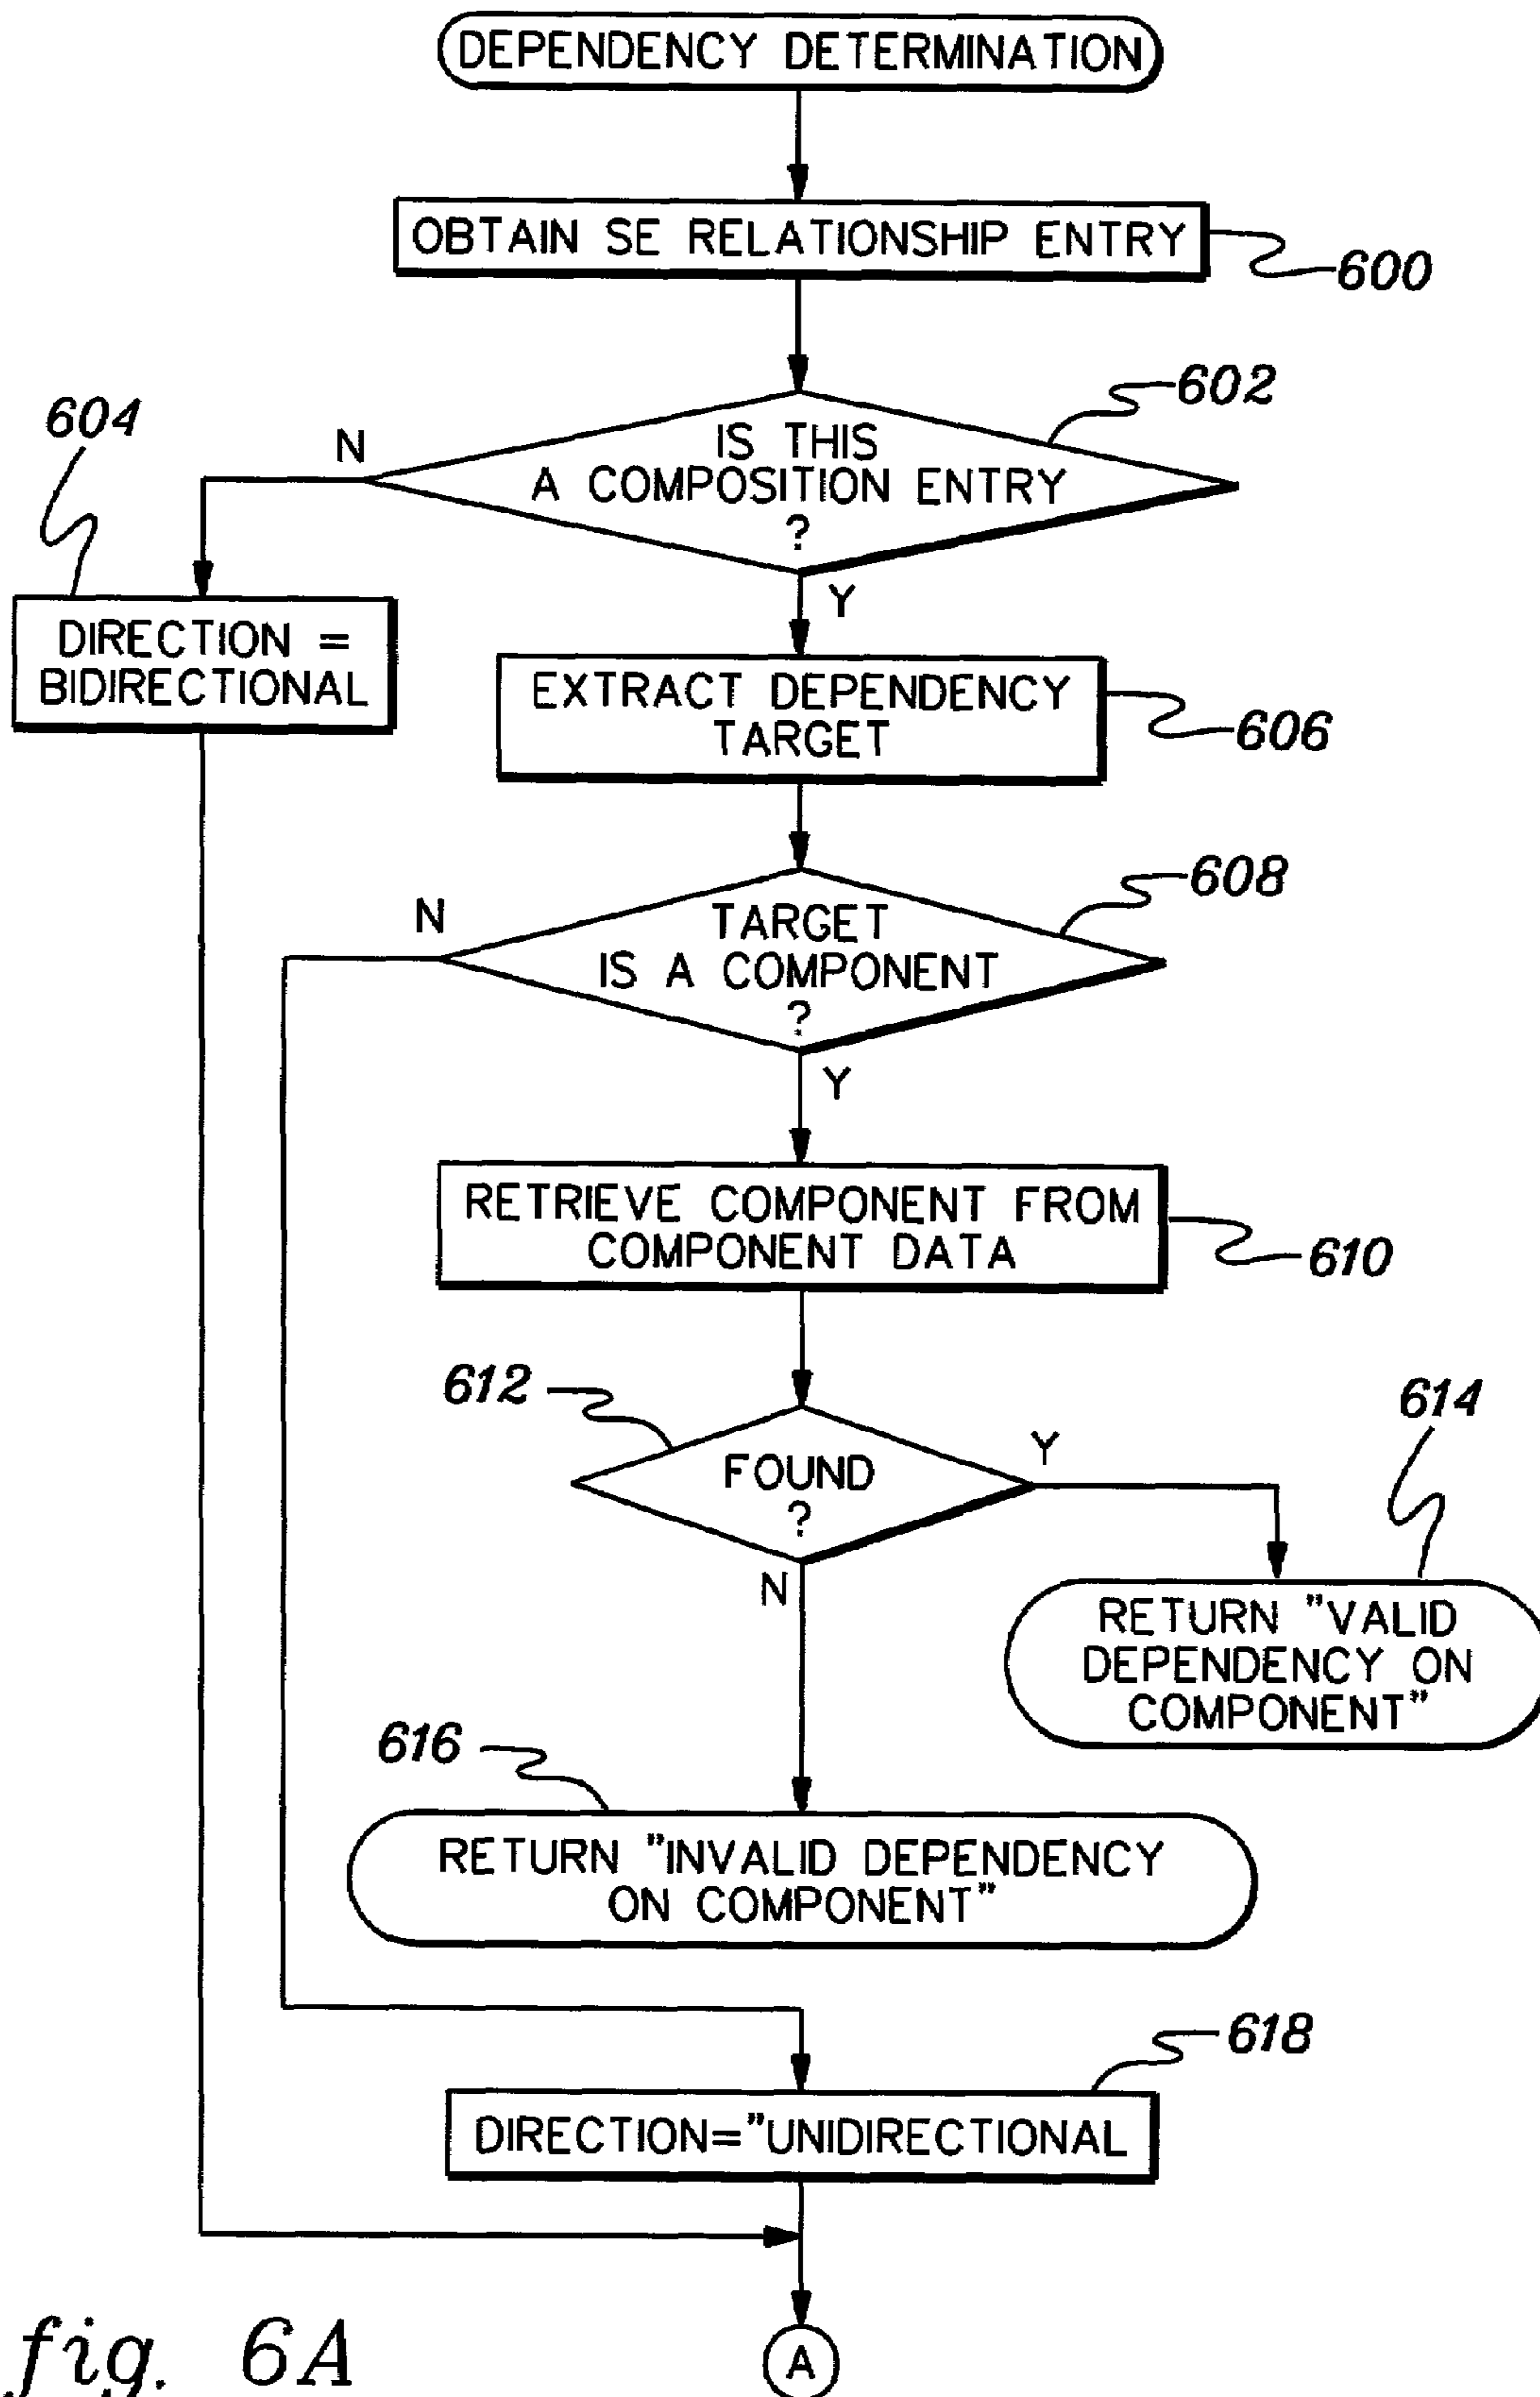 DEPENDENCY DETERMINATION
OBTAIN SE RELATIONSHIP ENTRY
600
602
604
N
IS THIS
A COMPOSITION ENTRY
?
Y
DIRECTION =
BIDIRECTIONAL
EXTRACT DEPENDENCY
TARGET
606
608
N
TARGET
IS A COMPONENT
?
Y
RETRIEVE COMPONENT FROM
COMPONENT DATA
610
612
614
FOUND
?
Y
N
RETURN "VALID
DEPENDENCY ON
COMPONENT"
616
RETURN "INVALID DEPENDENCY
ON COMPONENT"
618
DIRECTION="UNIDIRECTIONAL
A
fig. 6A